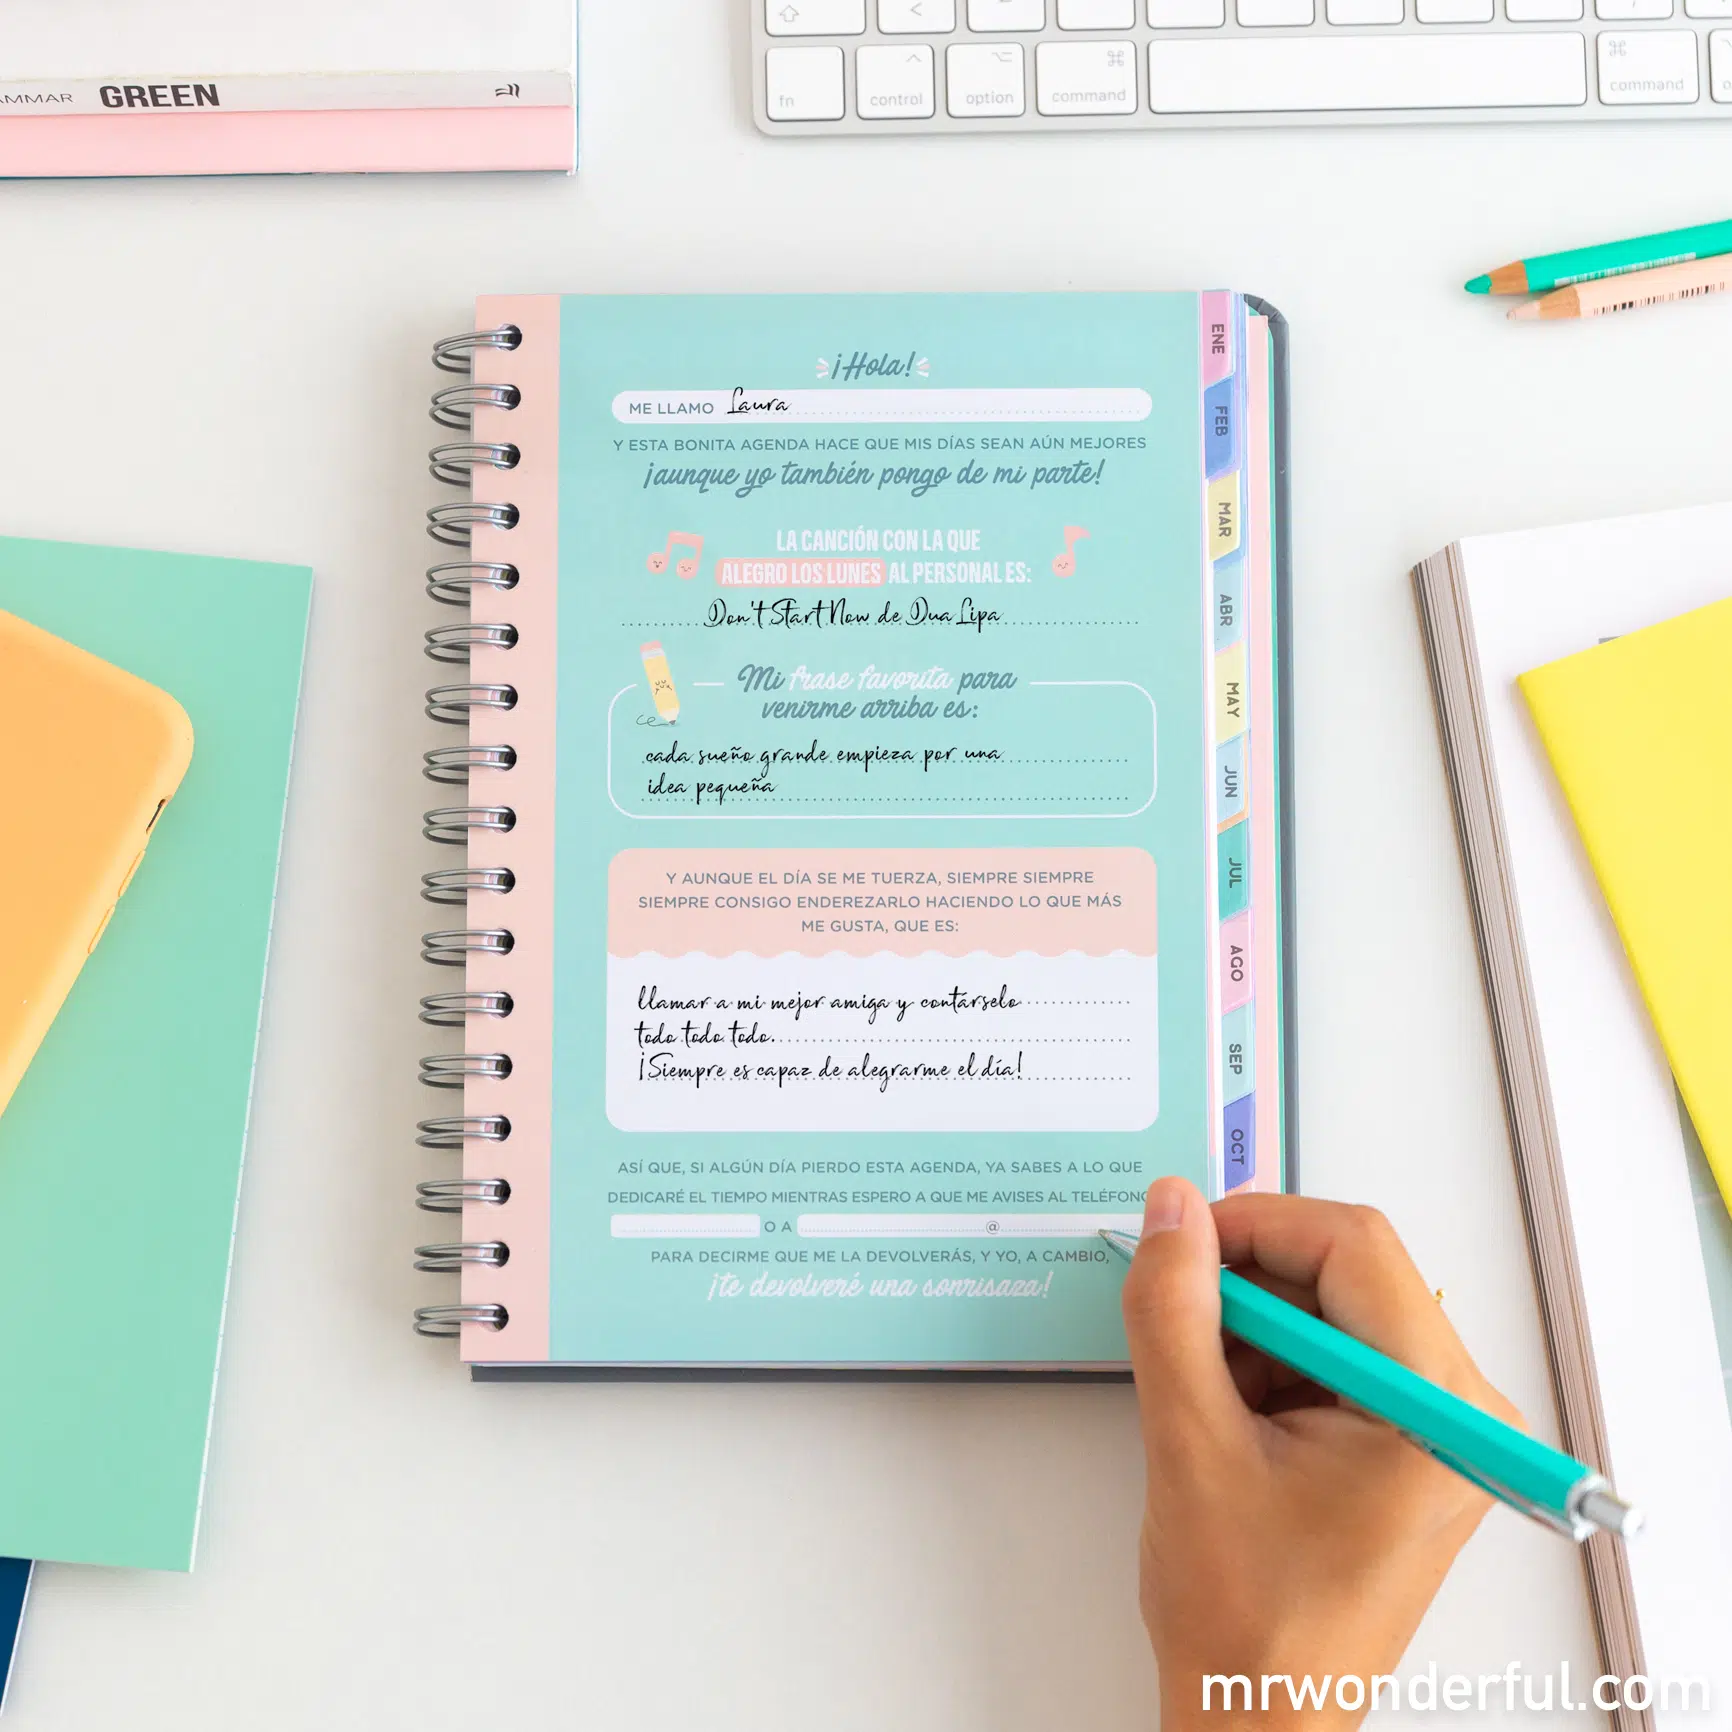 AMMAR GREEN
fn control option command command
¡Hola!
ME LLAMO Laura
Y ESTA BONITA AGENDA HACE QUE MIS DÍAS SEAN AÚN MEJORES
¡aunque yo también pongo de mi parte!
LA CANCIÓN CON LA QUE
ALEGRO LOS LUNES AL PERSONAL ES:
Don't Start Now de Dua Lipa
Mi frase favorita para
venirme arriba es:
cada sueño grande empieza por una
idea pequeña
Y AUNQUE EL DÍA SE ME TUERZA, SIEMPRE SIEMPRE
SIEMPRE CONSIGO ENDEREZARLO HACIENDO LO QUE MÁS
ME GUSTA, QUE ES:
llamar a mi mejor amiga y contárselo
todo todo todo.
¡Siempre es capaz de alegrarme el día!
ASÍ QUE, SI ALGÚN DÍA PIERDO ESTA AGENDA, YA SABES A LO QUE
DEDICARÉ EL TIEMPO MIENTRAS ESPERO A QUE ME AVISES AL TELÉFONO
O A @
PARA DECIRME QUE ME LA DEVOLVERÁS, Y YO, A CAMBIO,
¡te devolveré una sonrisaza!
ENE
FEB
MAR
ABR
MAY
JUN
JUL
AGO
SEP
OCT
mrwonderful.com